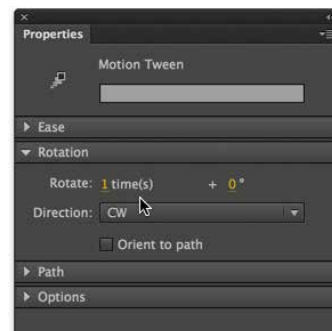 Properties
Motion Tween
Ease
Rotation
Rotate: 1 time(s) + 0°
Direction: CW
Orient to path
Path
Options